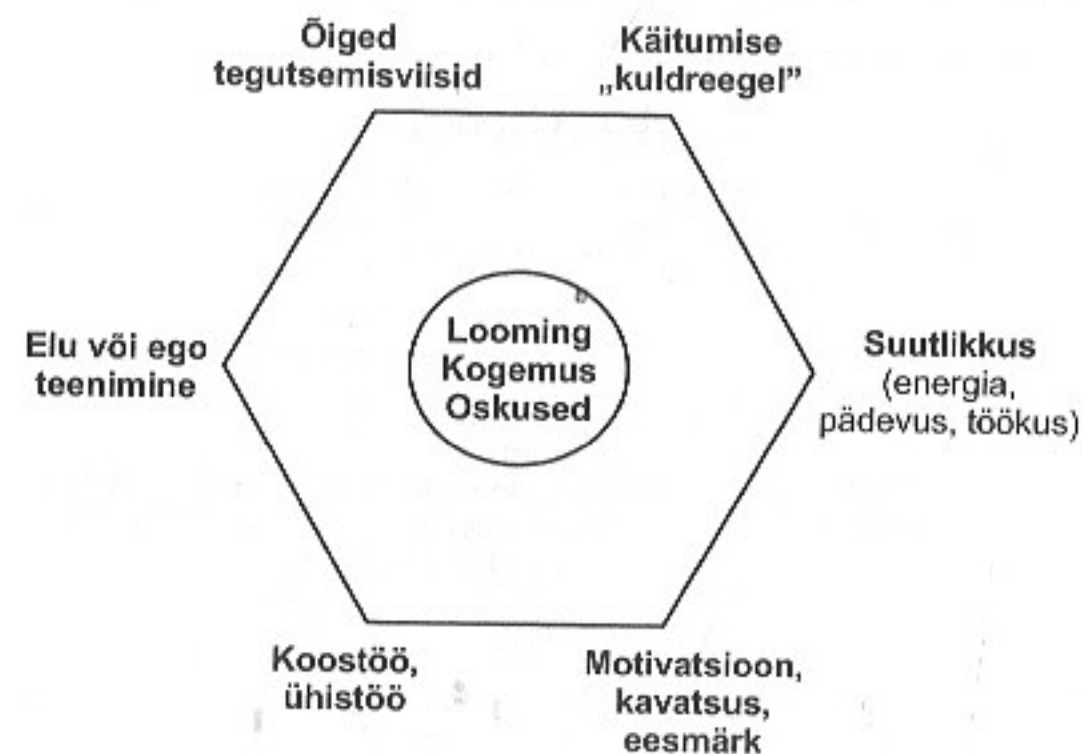 Õiged
tegutsemisviisid
Käitumise
„kuldreegel”
Elu või ego
teenimine
Looming
Kogemus
Oskused
Suutlikkus
(energia,
pädevus, töökus)
Koostöö,
ühistöö
Motivatsioon,
kavatsus,
eesmärk